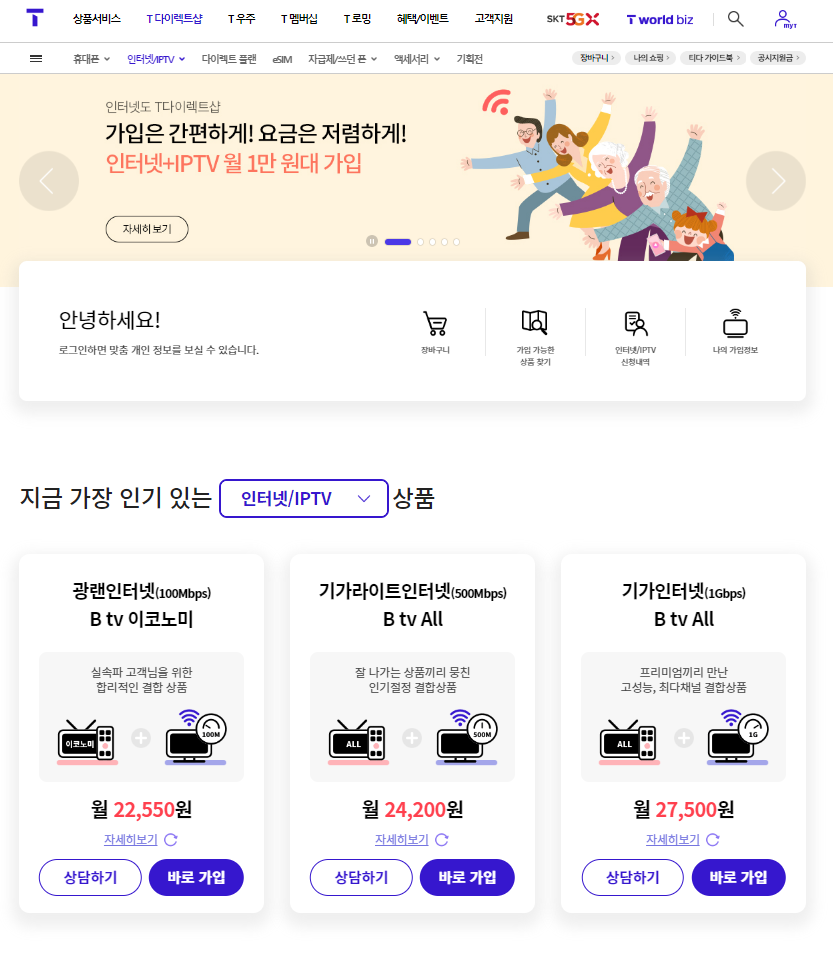 T 상품서비스 T 다이렉트샵 T 우주 T 멤버십 T 로밍 혜택/이벤트 고객지원 SKT 5GX T world biz my T
휴대폰 인터넷/IPTV 다이렉트 플랜 eSIM 자급제/쓰던 폰 액세서리 기획전 장바구니 나의 쇼핑 티다 가이드북 공시지원금
인터넷도 T다이렉트샵
가입은 간편하게! 요금은 저렴하게!
인터넷+IPTV 월 1만 원대 가입
자세히 보기
안녕하세요!
로그인하면 맞춤 개인 정보를 보실 수 있습니다.
장바구니
가입 가능한
상품 찾기
인터넷/IPTV
신청내역
나의 가입정보
지금 가장 인기 있는 인터넷/IPTV 상품
광랜인터넷(100Mbps)
B tv 이코노미
실속파 고객님을 위한
합리적인 결합 상품
이코노미 100M
월 22,550원
자세히보기
상담하기 바로 가입
기가라이트인터넷(500Mbps)
B tv All
잘 나가는 상품끼리 뭉친
인기절정 결합상품
ALL 500M
월 24,200원
자세히보기
상담하기 바로 가입
기가인터넷(1Gbps)
B tv All
프리미엄끼리 만난
고성능, 최다채널 결합상품
ALL 1G
월 27,500원
자세히보기
상담하기 바로 가입